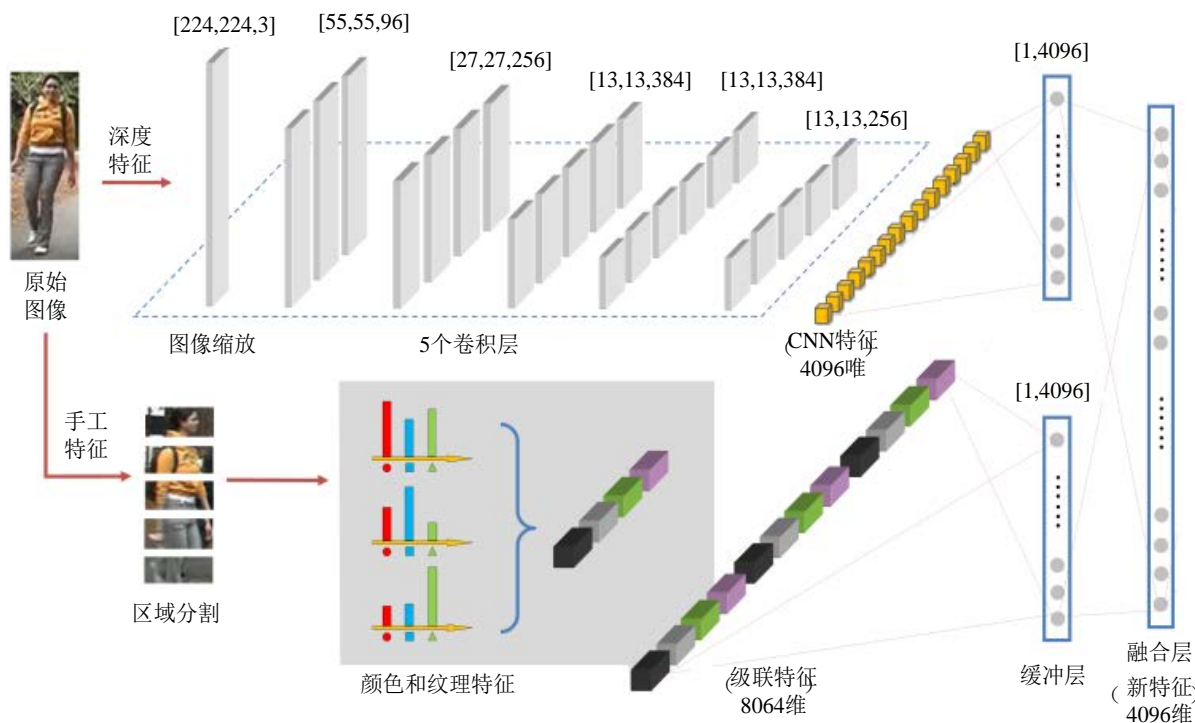 [224,224,3]
[55,55,96]
[27,27,256]
[13,13,384]
[13,13,384]
[13,13,256]
[1,4096]
深度
特征
原始
图像
图像缩放
5个卷积层
(CNN特征)
4096唯
手工
特征
[1,4096]
区域分割
颜色和纹理特征
(级联特征)
8064维
缓冲层
融合层
(新特征)
4096维